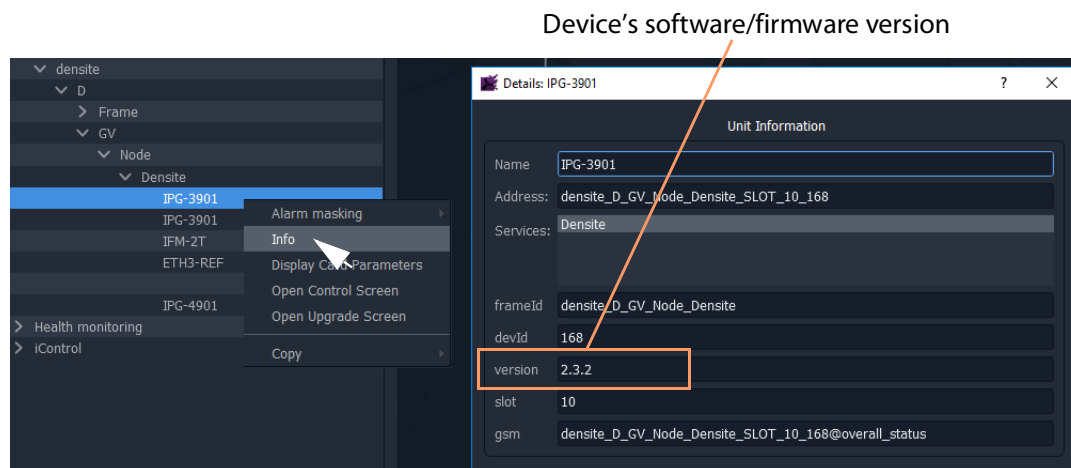 Device's software/firmware version
densite
D
Frame
GV
Node
Densite
IPG-3901
IPG-3901
IFM-2T
ETH3-REF
IPG-4901
Health monitoring
iControl
Alarm masking
Info
Display Card Parameters
Open Control Screen
Open Upgrade Screen
Copy
Details: IPG-3901
?
Unit Information
Name IPG-3901
Address: densite_D_GV_Node_Densite_SLOT_10_168
Services: Densite
frameId densite_D_GV_Node_Densite
devId 168
version 2.3.2
slot 10
gsm densite_D_GV_Node_Densite_SLOT_10_168@overall_status